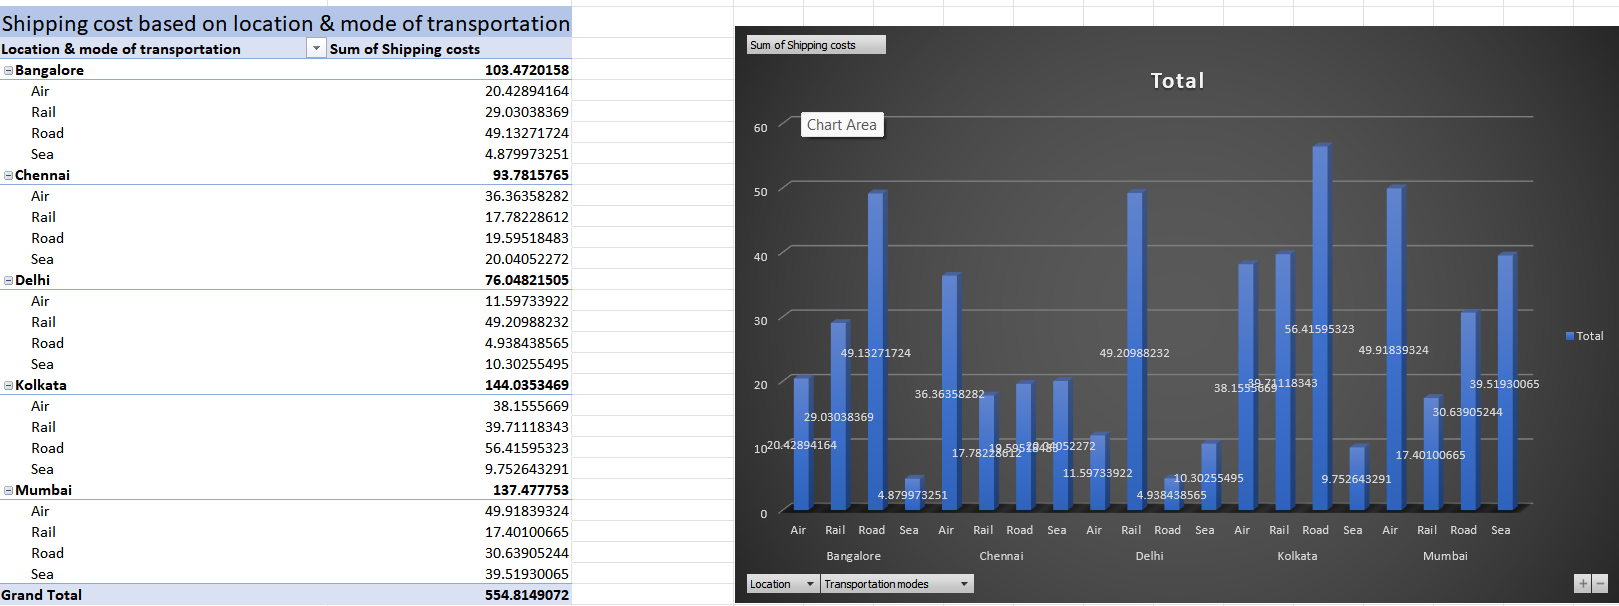 Shipping cost based on location & mode of transportation
Location & mode of transportation Sum of Shipping costs
Bangalore 103.4720158
Air 20.42894164
Rail 29.03038369
Road 49.13271724
Sea 4.879973251
Chennai 93.7815765
Air 36.36358282
Rail 17.78228612
Road 19.59518483
Sea 20.04052272
Delhi 76.04821505
Air 11.59733922
Rail 49.20988232
Road 4.938438565
Sea 10.30255495
Kolkata 144.0353469
Air 38.1555669
Rail 39.71118343
Road 56.41595323
Sea 9.752643291
Mumbai 137.477753
Air 49.91839324
Rail 17.40100665
Road 30.63905244
Sea 39.51930065
Grand Total 554.8149072
Sum of Shipping costs
Total
Chart Area
60
50
40
30
20
10
0
20.42894164
29.03038369
49.13271724
4.879973251
36.36358282
17.78228612
19.59518483
20.04052272
11.59733922
49.20988232
4.938438565
10.30255495
38.1555669
39.71118343
56.41595323
9.752643291
49.91839324
17.40100665
30.63905244
39.51930065
Total
Air Rail Road Sea Air Rail Road Sea Air Rail Road Sea Air Rail Road Sea Air Rail Road Sea
Bangalore Chennai Delhi Kolkata Mumbai
Location Transportation modes